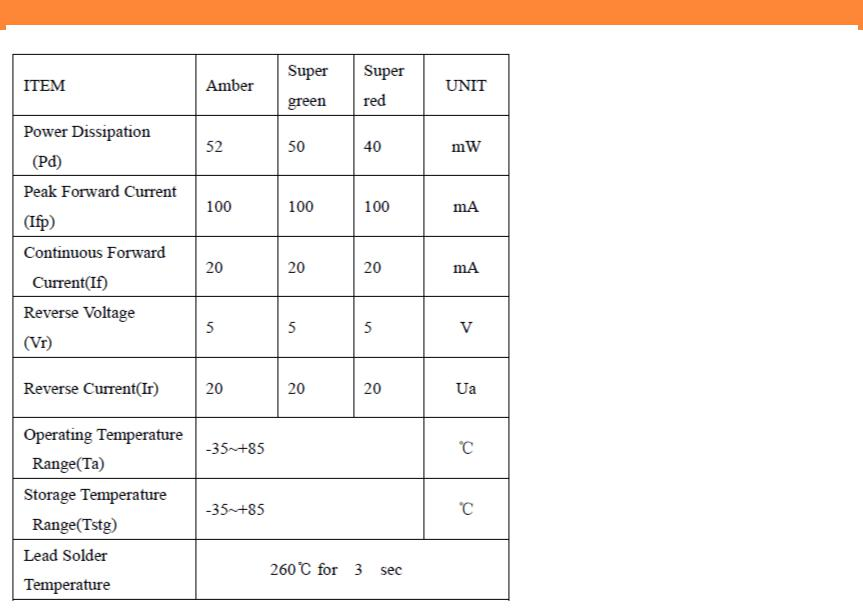 ITEM Amber Super green Super red UNIT
Power Dissipation
(Pd) 52 50 40 mW
Peak Forward Current
(Ifp) 100 100 100 mA
Continuous Forward
Current(If) 20 20 20 mA
Reverse Voltage
(Vr) 5 5 5 V
Reverse Current(Ir) 20 20 20 Ua
Operating Temperature
Range(Ta) -35~+85 ℃
Storage Temperature
Range(Tstg) -35~+85 ℃
Lead Solder
Temperature 260℃ for 3 sec